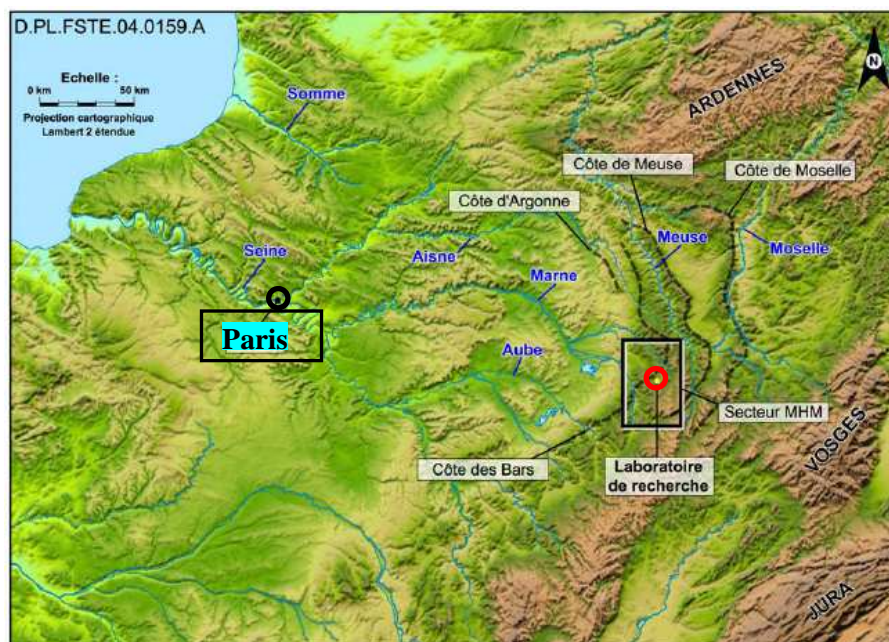 D.PL.FSTE.04.0159.A
Echelle :
0 km 50 km
Projection cartographique
Lambert 2 étendue
N
Somme
ARDENNES
Côte de Meuse
Côte de Moselle
Côte d'Argonne
Seine
Aisne
Meuse
Moselle
Marne
Paris
Aube
Secteur MHM
VOSGES
Côte des Bars
Laboratoire
de recherche
JURA